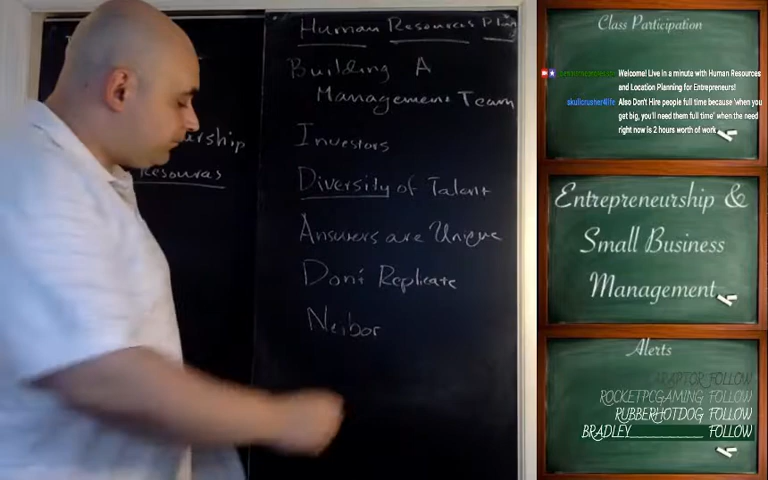 Human Resources Plng
Building A
Management Team
Investors
Diversity of Talent
Answers are Unique
Don't Replicate
Neibor
Resources
Class Participation
Welcome! Live in a minute with Human Resources
and Location Planning for Entrepreneurs!
skullcrusher4life Also Don't Hire people full time because 'when you
get big, you'll need them full time' when the need
right now is 2 hours worth of work
Entrepreneurship &
Small Business
Management
Alerts
RAPTOR FOLLOW
ROCKETPCGAMING FOLLOW
RUBBERHOTDOG FOLLOW
BRADLEY FOLLOW